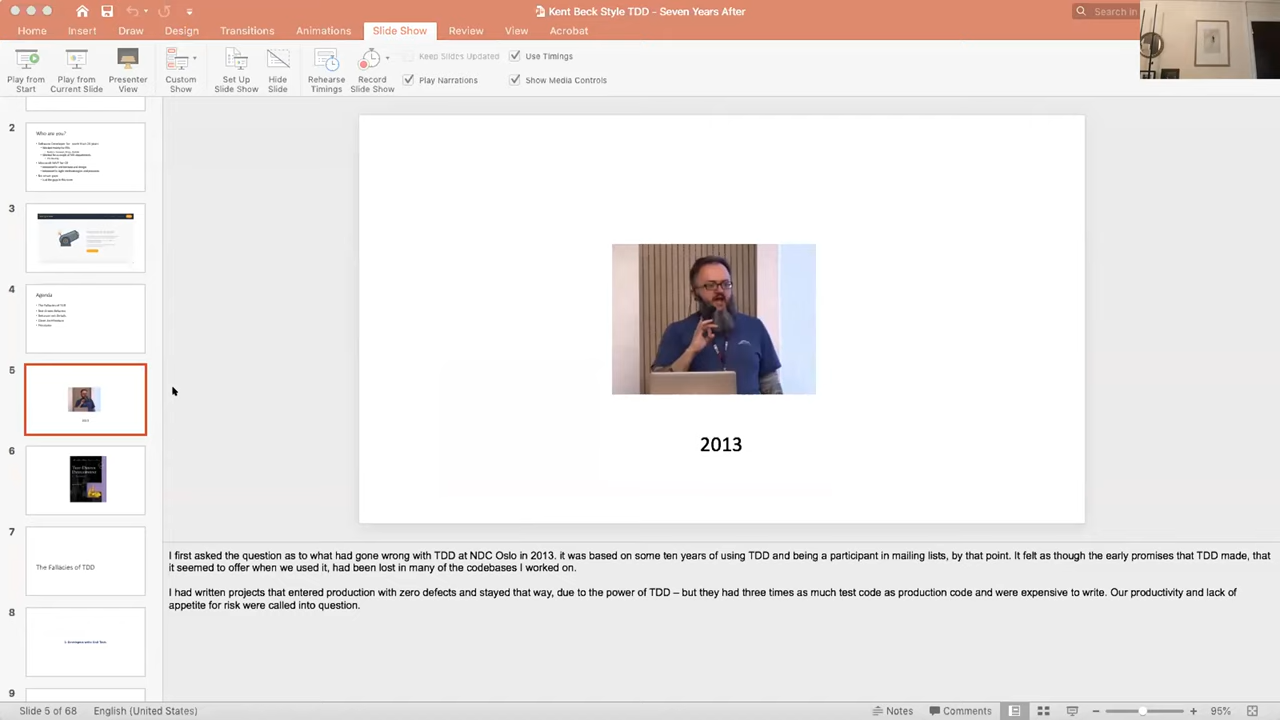 Kent Beck Style TDD – Seven Years After
Search in
Home Insert Draw Design Transitions Animations Slide Show Review View Acrobat
Play from Start
Play from Current Slide
Presenter View
Custom Show
Set Up Slide Show
Hide Slide
Rehearse Timings
Record Slide Show
Keep Slides Updated
Use Timings
Play Narrations
Show Media Controls
2
Who are you?
3
4
Agenda
5
2013
6
7
The Fallacies of TDD
8
9
2013
I first asked the question as to what had gone wrong with TDD at NDC Oslo in 2013. it was based on some ten years of using TDD and being a participant in mailing lists, by that point. It felt as though the early promises that TDD made, that
it seemed to offer when we used it, had been lost in many of the codebases I worked on.
I had written projects that entered production with zero defects and stayed that way, due to the power of TDD – but they had three times as much test code as production code and were expensive to write. Our productivity and lack of
appetite for risk were called into question.
Slide 5 of 68 English (United States) Notes Comments 95%